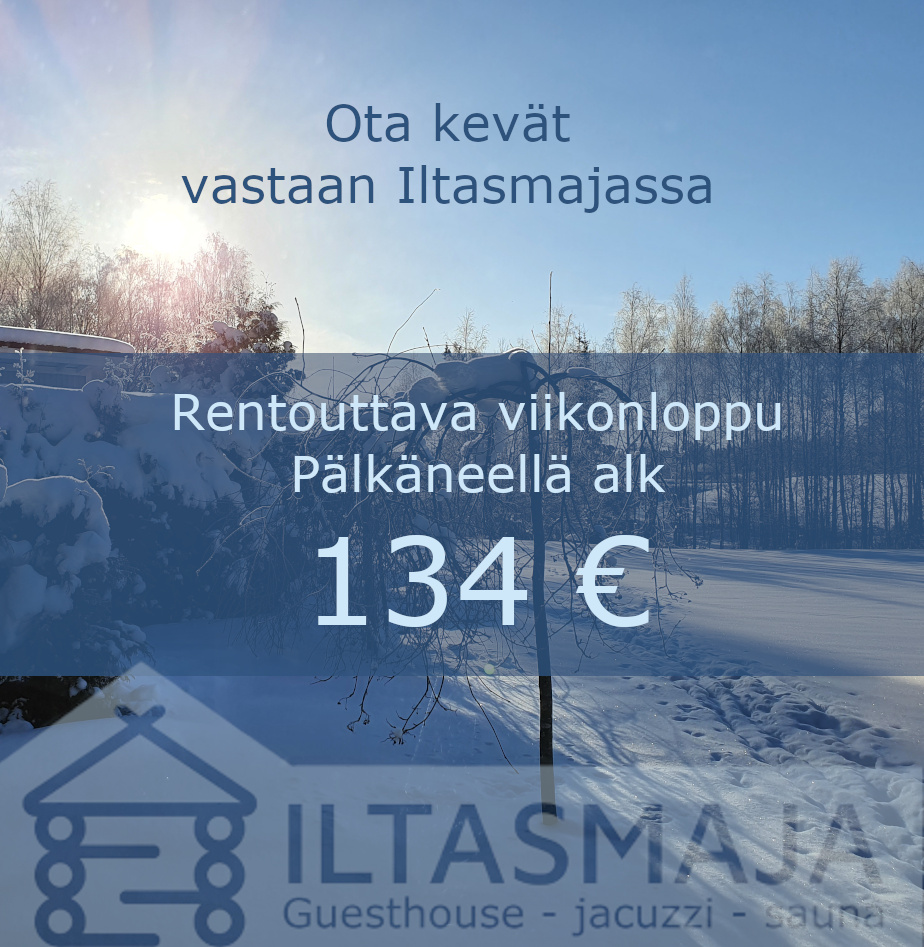 Ota kevät
vastaan Iltasmajassa
Rentouttava viikonloppu
Pälkäneellä alk
134 €
ILTASMAJA
Guesthouse - jacuzzi - sauna